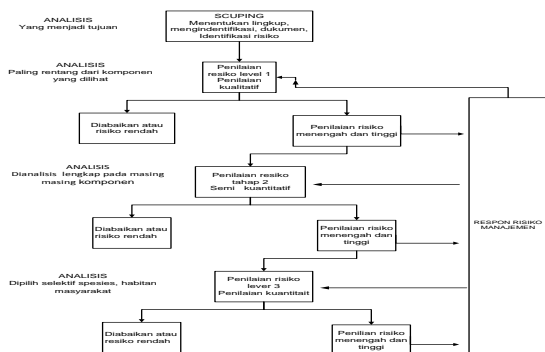 ANALISIS
Yang menjadi tujuan
SCUPING
Menentukan lingkup,
mengindentifikasi, dukumen,
Identifikasi risiko
ANALISIS
Paling rentang dari komponen
yang dilihat
Penilaian
resiko level 1
Penilaian
kualitatif
Diabaikan atau
risiko rendah
Penilaian risiko
menengah dan tinggi
ANALISIS
Dianalisis lengkap pada masing
masing komponen
Penilaian risiko
tahap 2
Semi kuantitatif
Diabaikan atau
risiko rendah
Penilaian risiko
menengah dan
tinggi
RESPON RISIKO
MANAJEMEN
ANALISIS
Dipilih selektif spesies, habitan
masyarakat
Penilaian risiko
lever 3
Penilaian kuantitait
Diabaikan atau
risiko rendah
Penilian risiko
menengah dan
tinggi